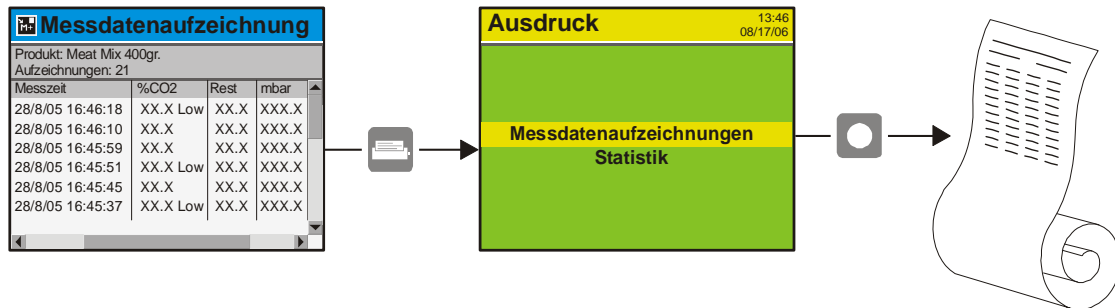 M+ Messdatenaufzeichnung
Produkt: Meat Mix 400gr.
Aufzeichnungen: 21
Messzeit %CO2 Rest mbar
28/8/05 16:46:18 XX.X Low XX.X XXX.X
28/8/05 16:46:10 XX.X XX.X XXX.X
28/8/05 16:45:59 XX.X XX.X XXX.X
28/8/05 16:45:51 XX.X Low XX.X XXX.X
28/8/05 16:45:45 XX.X XX.X XXX.X
28/8/05 16:45:37 XX.X Low XX.X XXX.X
Ausdruck
13:46
08/17/06
Messdatenaufzeichnungen
Statistik